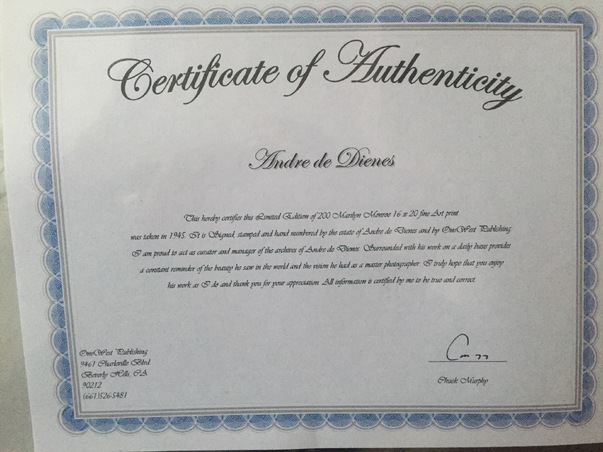 Certificate of Authenticity
Andre de Dienes
This hereby certifies this Limited Edition of 200 Marilyn Monroe 16 x 20 fine Art print
was taken in 1945. It is Signed, stamped and hand numbered by the estate of Andre de Dienes and by OneWest Publishing.
I am proud to act as curator and manager of the archives of Andre de Dienes. Surrounded with his work on a daily basis provides
a constant reminder of the beauty he saw in the world and the vision he had as a master photographer. I truly hope that you enjoy
his work as I do and thank you for your appreciation. All information is certified by me to be true and correct.
OneWest Publishing
9461 Charleville Blvd.
Beverly Hills, CA.
90212
(661)526-5481
Chuck Murphy